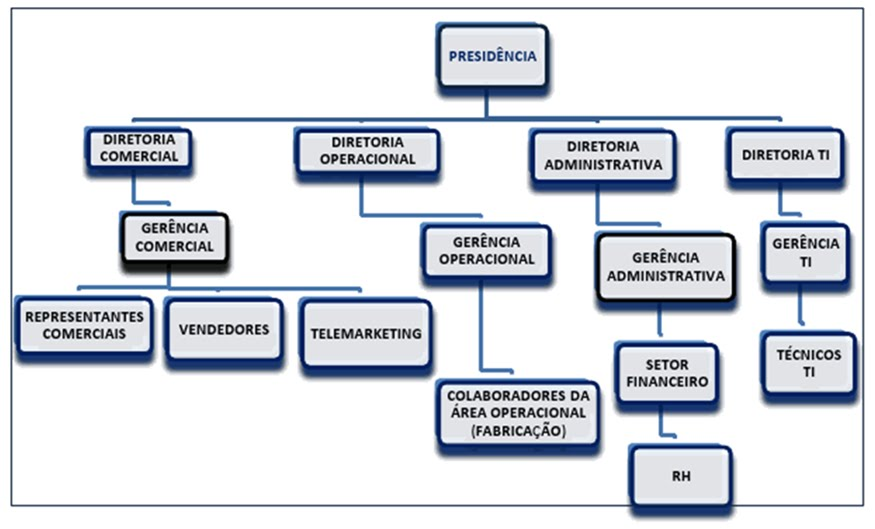 PRESIDÊNCIA
DIRETORIA
COMERCIAL
DIRETORIA
OPERACIONAL
DIRETORIA
ADMINISTRATIVA
DIRETORIA TI
GERÊNCIA
COMERCIAL
GERÊNCIA
OPERACIONAL
GERÊNCIA
ADMINISTRATIVA
GERÊNCIA
TI
REPRESENTANTES
COMERCIAIS
VENDEDORES
TELEMARKETING
COLABORADORES DA
ÁREA OPERACIONAL
(FABRICAÇÃO)
SETOR
FINANCEIRO
TÉCNICOS
TI
RH